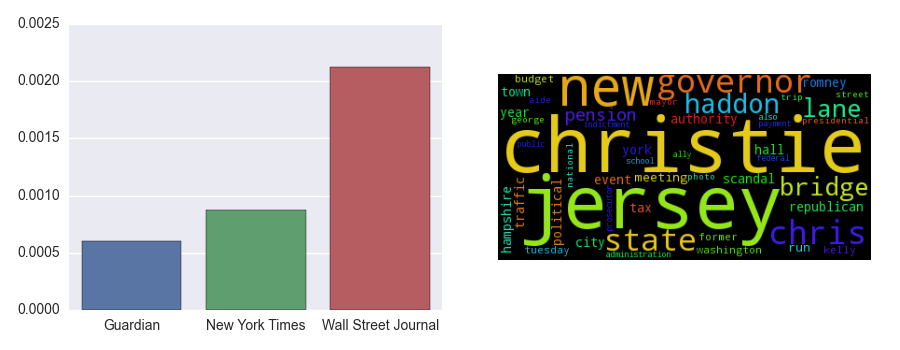 0.0025
0.0020
0.0015
0.0010
0.0005
0.0000
Guardian New York Times Wall Street Journal
budget new governor romney
town aide mayor haddon trip lane street
year george pension indictment authority also payment presidential
christie
public national york school ally hall federal
hampshire traffic political event meeting photo scandal bridge
jersey prosecutor tax republican
city state former chris
tuesday administration washington run kelly